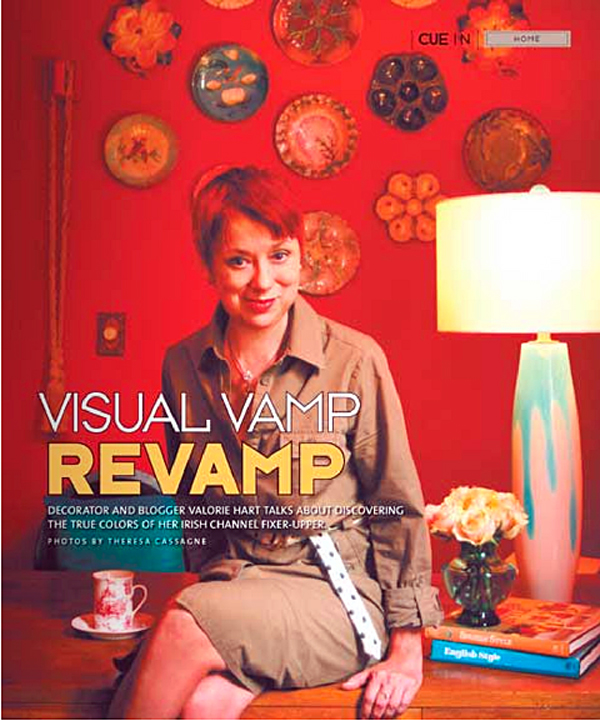 CUE IN HOME
VISUAL VAMP
REVAMP
DECORATOR AND BLOGGER VALORIE HART TALKS ABOUT DISCOVERING
THE TRUE COLORS OF HER IRISH CHANNEL FIXER-UPPER.
PHOTOS BY THERESA CASSAGNE
English Style